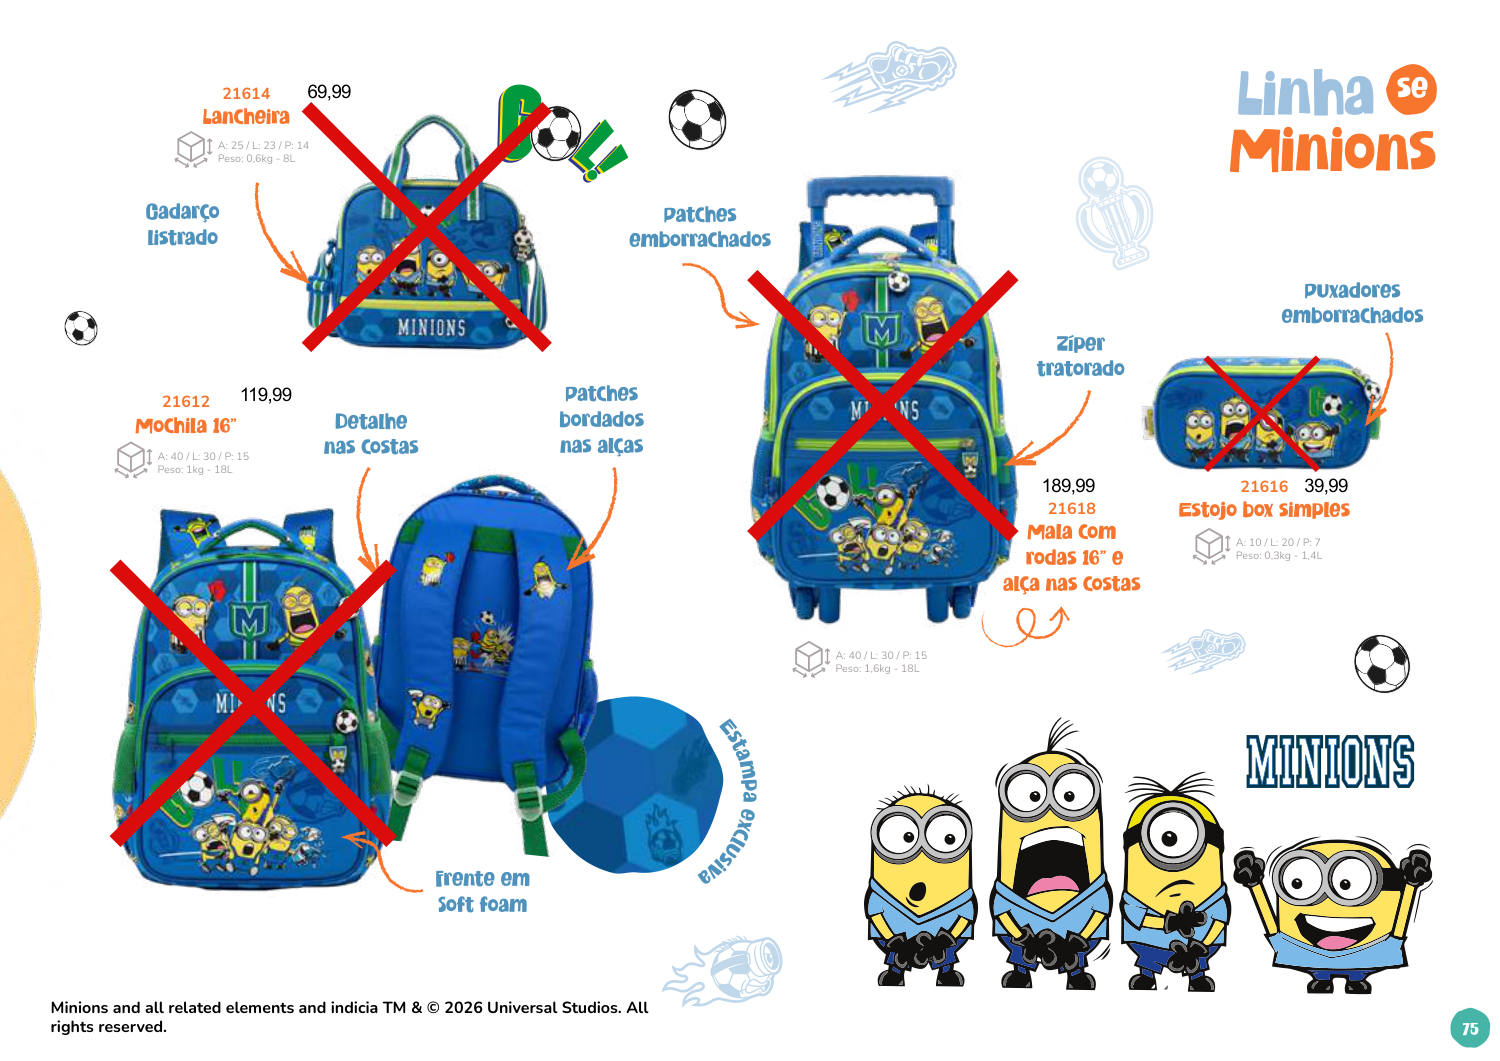 Linha se
Minions
21614 69,99
Lancheira
A: 25 / L: 23 / P: 14
Peso: 0,6kg - 8L
Cadarço
listrado
GOL!
MINIONS
Patches
emborrachados
M
MINIONS
Zíper
tratorado
189,99
21618
Mala com
rodas 16” e
alça nas costas
A: 40 / L: 30 / P: 15
Peso: 1,6kg - 18L
Puxadores
emborrachados
21616 39,99
Estojo box simples
A: 10 / L: 20 / P: 7
Peso: 0,3kg - 1,4L
21612 119,99
Mochila 16”
A: 40 / L: 30 / P: 15
Peso: 1kg - 18L
Detalhe
nas costas
Patches
bordados
nas alças
M
MINIONS
Estampa exclusiva
Frente em
Soft foam
MINIONS
Minions and all related elements and indicia TM & © 2026 Universal Studios. All
rights reserved.
75